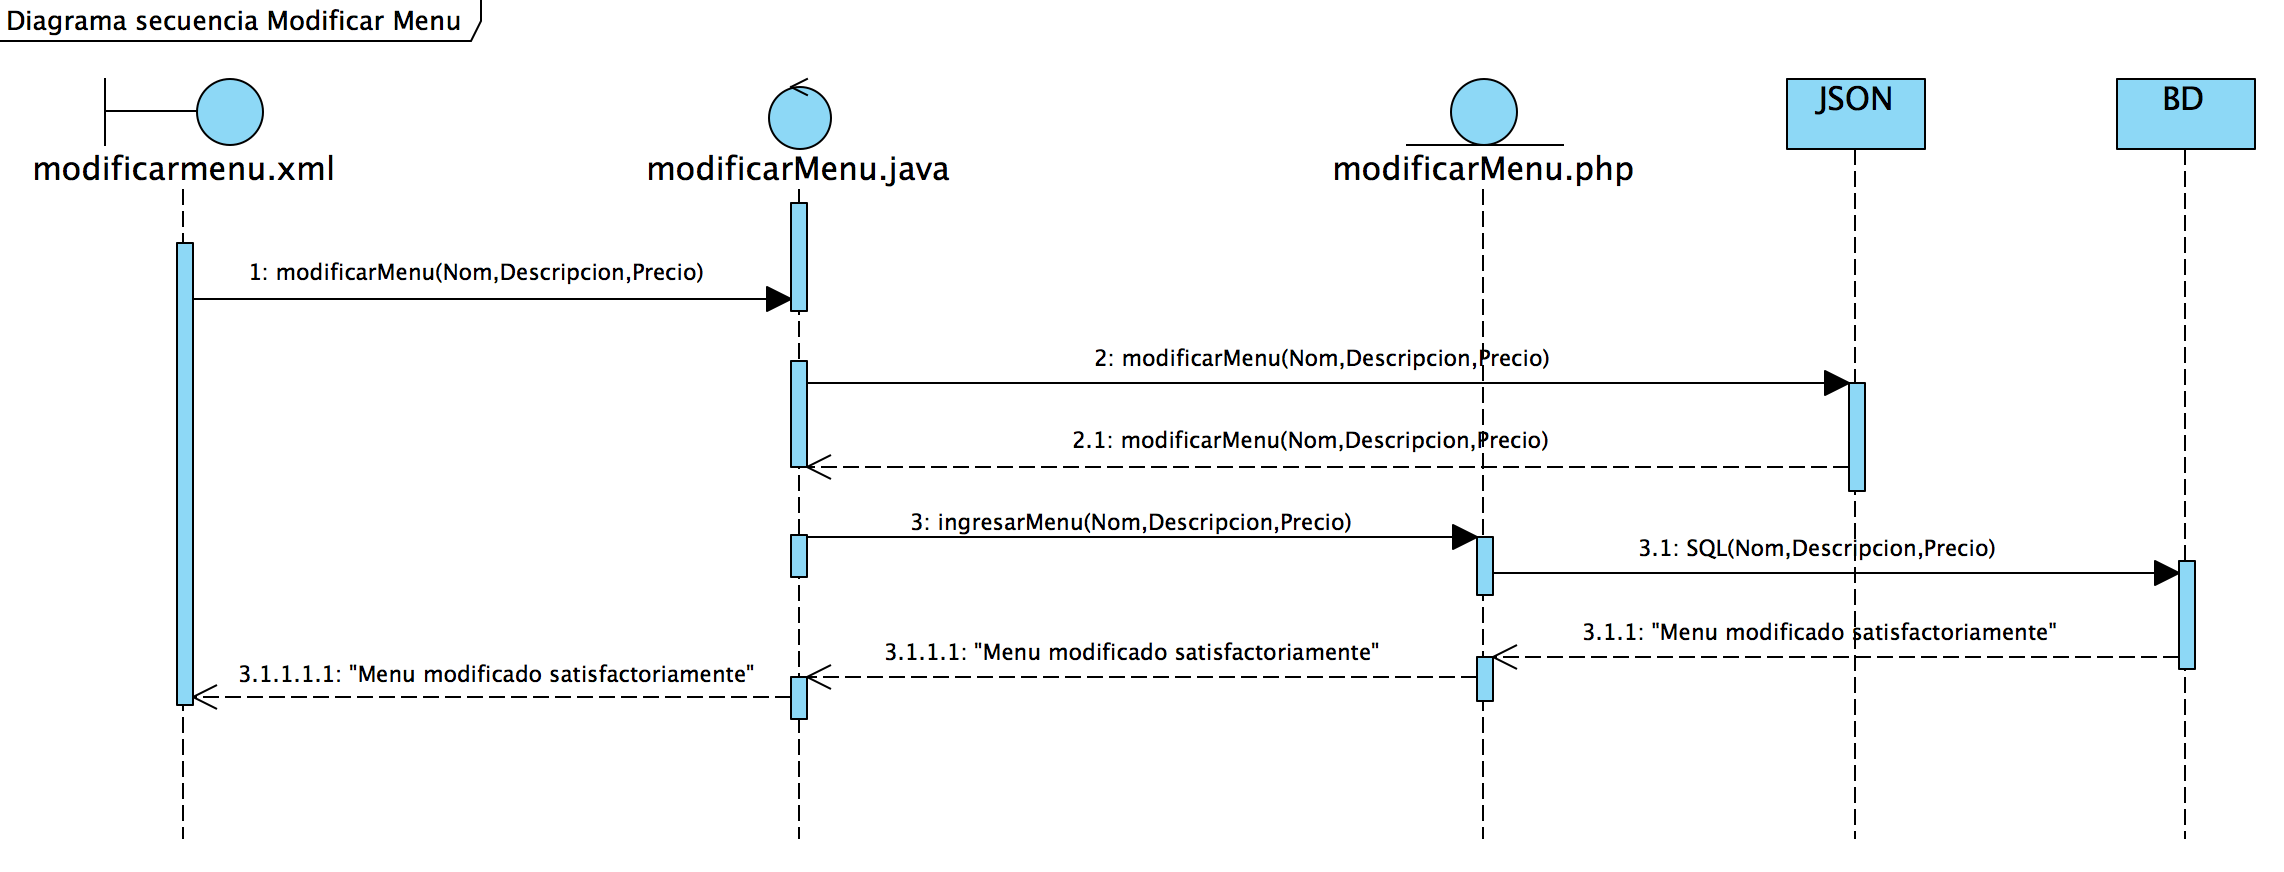 Diagrama secuencia Modificar Menu
JSON
BD
modificarmenu.xml
modificarMenu.java
modificarMenu.php
1: modificarMenu(Nom,Descripcion,Precio)
2: modificarMenu(Nom,Descripcion,Precio)
2.1: modificarMenu(Nom,Descripcion,Precio)
3: ingresarMenu(Nom,Descripcion,Precio)
3.1: SQL(Nom,Descripcion,Precio)
3.1.1: "Menu modificado satisfactoriamente"
3.1.1.1: "Menu modificado satisfactoriamente"
3.1.1.1.1: "Menu modificado satisfactoriamente"